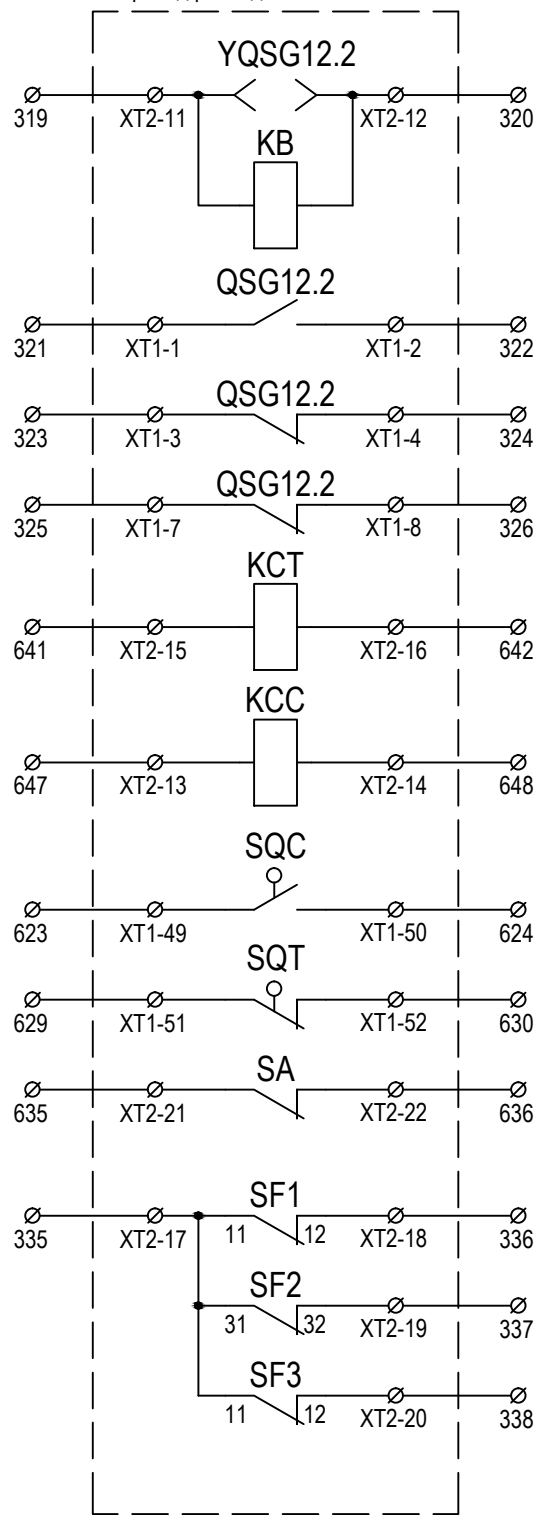 YQSG12.2
319 XT2-11 XT2-12 320
KB
QSG12.2
321 XT1-1 XT1-2 322
QSG12.2
323 XT1-3 XT1-4 324
QSG12.2
325 XT1-7 XT1-8 326
KCT
641 XT2-15 XT2-16 642
KCC
647 XT2-13 XT2-14 648
SQC
623 XT1-49 XT1-50 624
SQT
629 XT1-51 XT1-52 630
SA
635 XT2-21 XT2-22 636
SF1
335 XT2-17 11 12 XT2-18 336
SF2
31 32 XT2-19 337
SF3
11 12 XT2-20 338